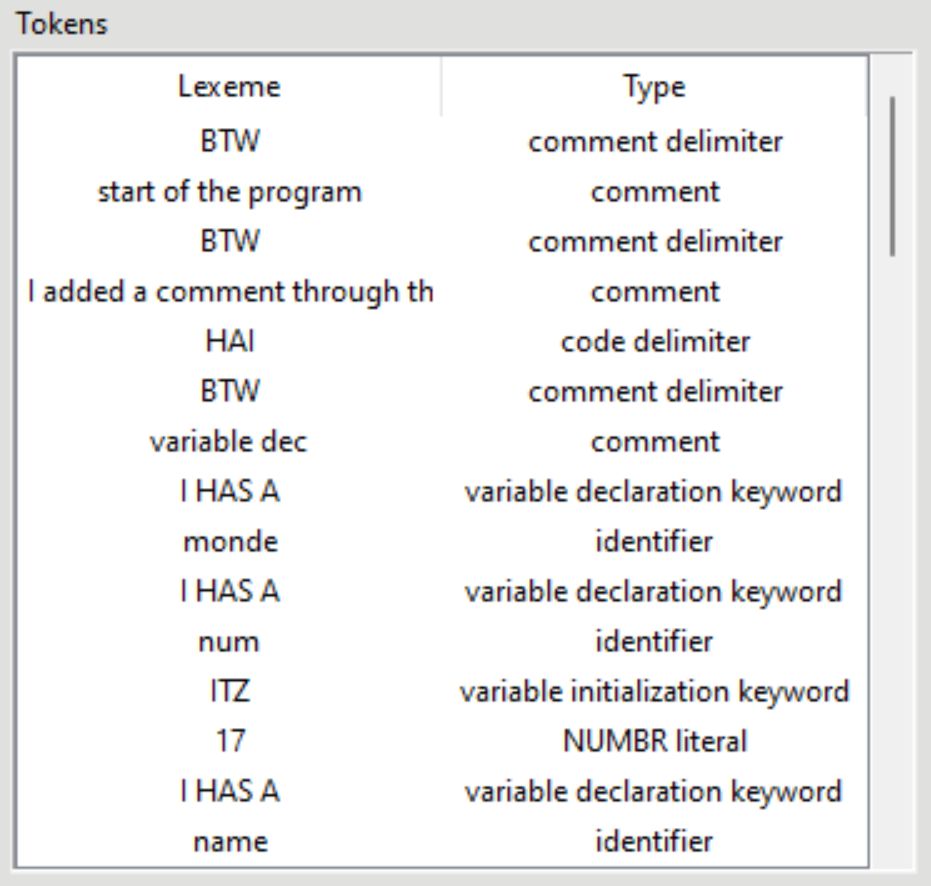 Tokens
Lexeme Type
BTW comment delimiter
start of the program comment
BTW comment delimiter
I added a comment through th comment
HAI code delimiter
BTW comment delimiter
variable dec comment
I HAS A variable declaration keyword
monde identifier
I HAS A variable declaration keyword
num identifier
ITZ variable initialization keyword
17 NUMBR literal
I HAS A variable declaration keyword
name identifier